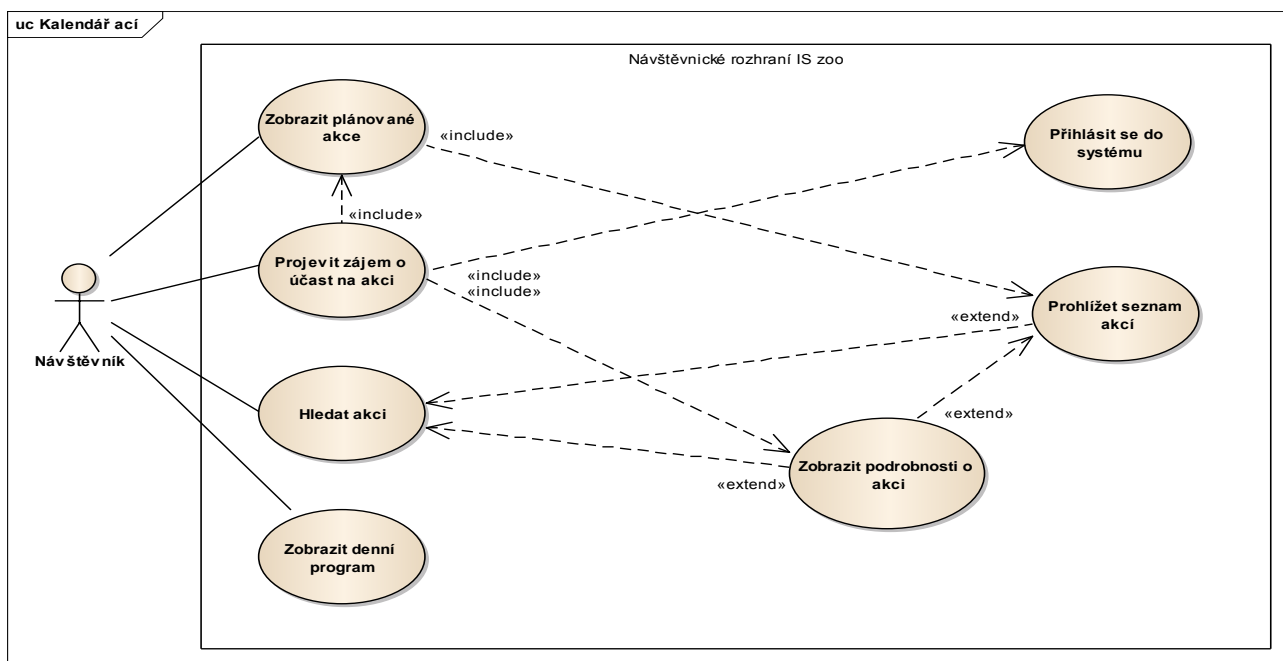 uc Kalendář ací
Návštěvnické rozhraní IS zoo
Zobrazit plánované
akce
«include»
Přihlásit se do
systému
«include»
Projevit zájem o
účast na akci
«include»
«include»
Prohlížet seznam
akcí
«extend»
Návštěvník
Hledat akci
«extend»
Zobrazit podrobnosti o
akci
«extend»
Zobrazit denní
program